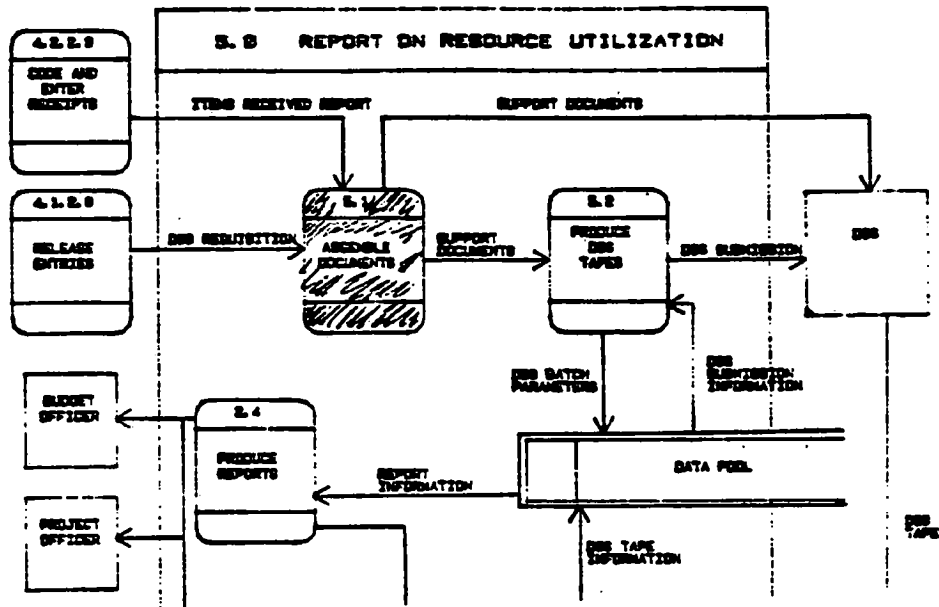 5.0 REPORT ON RESOURCE UTILIZATION
4.2.2.3
CODE AND
ENTER
RECEIPTS
ITEMS RECEIVED REPORT
SUPPORT DOCUMENTS
4.1.2.3
RELEASE
ENTRIES
DSS REQUISITION
5.1
ASSEMBLE
DOCUMENTS
SUPPORT
DOCUMENTS
5.2
PRODUCE
DSS
TAPES
DSS SUBMISSION
DSS
DSS BATCH
PARAMETERS
DSS
SUBMISSION
INFORMATION
BUDGET
OFFICER
2.4
PRODUCE
REPORTS
REPORT
INFORMATION
DATA POOL
PROJECT
OFFICER
DSS TAPE
INFORMATION
DSS
TAPE